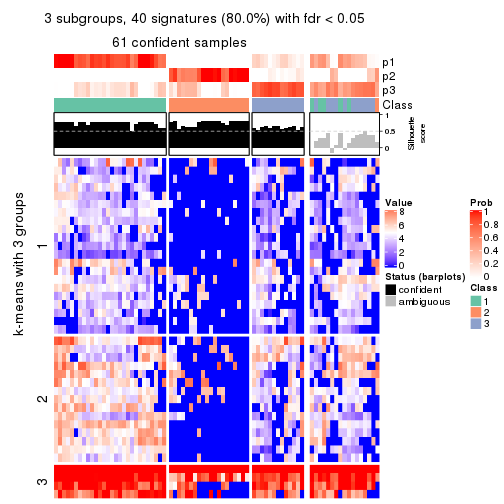 3 subgroups, 40 signatures (80.0%) with fdr < 0.05
61 confident samples
p1
p2
p3
Class
1
0.5
0
Silhouette
score
k-means with 3 groups
1
2
3
Value
8
6
4
2
0
Status (barplots)
confident
ambiguous
Prob
1
0.8
0.6
0.4
0.2
0
Class
1
2
3